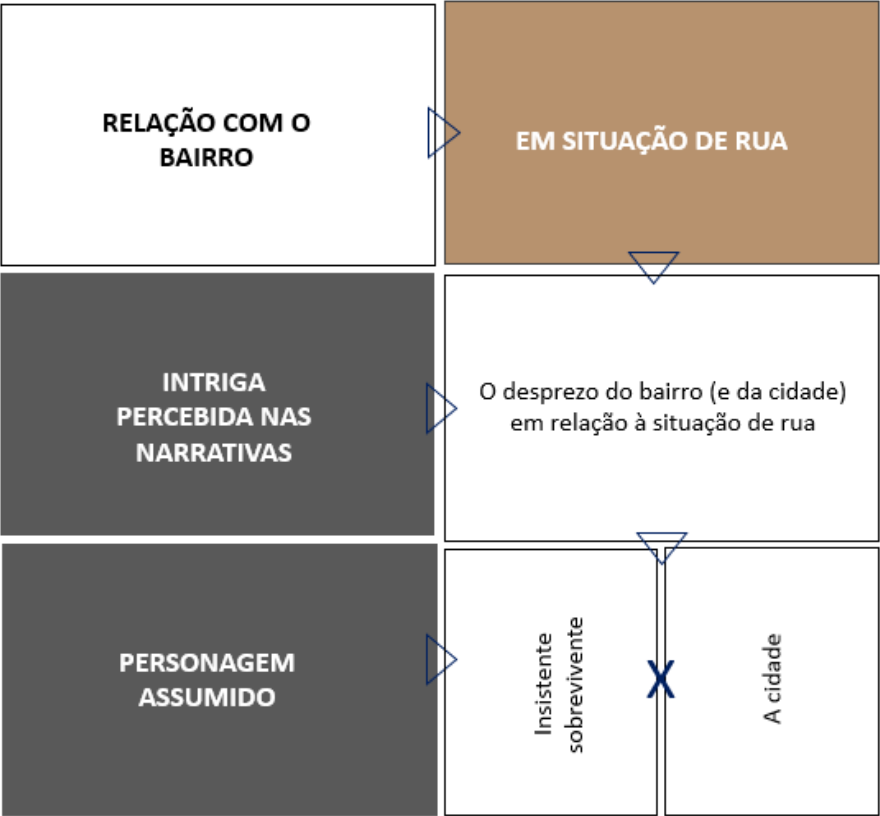 RELAÇÃO COM O
BAIRRO
EM SITUAÇÃO DE RUA
INTRIGA
PERCEBIDA NAS
NARRATIVAS
O desprezo do bairro (e da cidade)
em relação à situação de rua
PERSONAGEM
ASSUMIDO
Insistente
sobrevivente
X
A cidade